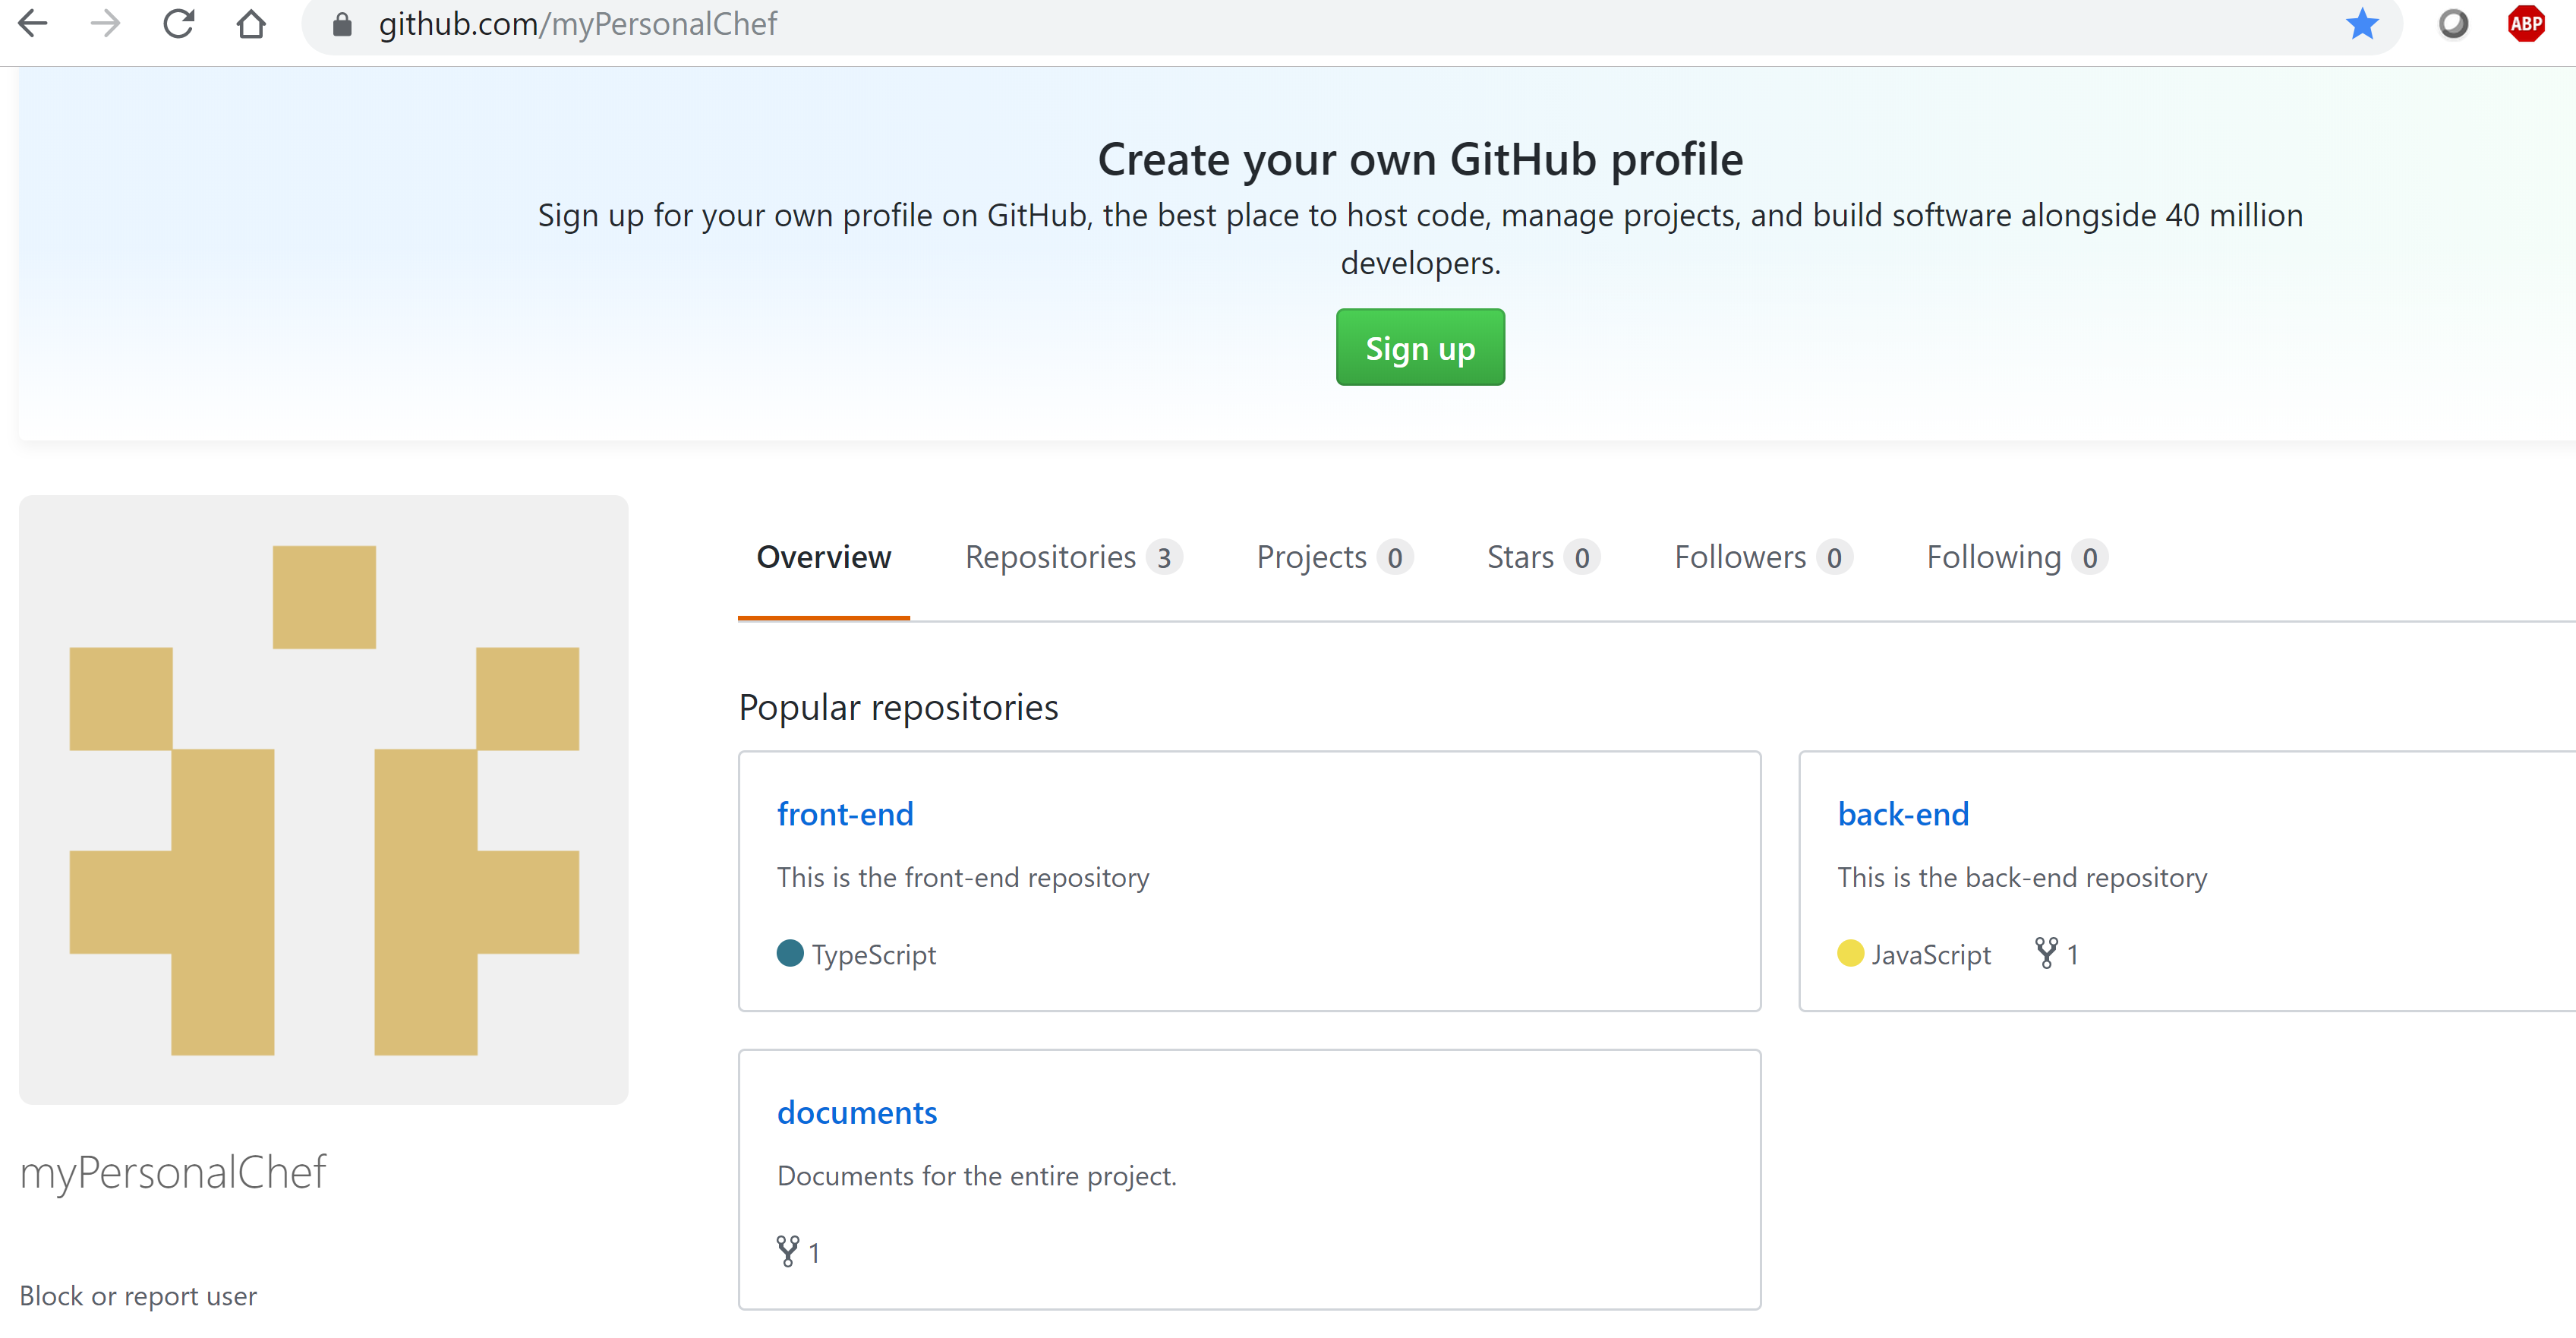 github.com/myPersonalChef
ABP
Create your own GitHub profile
Sign up for your own profile on GitHub, the best place to host code, manage projects, and build software alongside 40 million
developers.
Sign up
Overview Repositories 3 Projects 0 Stars 0 Followers 0 Following 0
Popular repositories
front-end
This is the front-end repository
TypeScript
back-end
This is the back-end repository
JavaScript 1
documents
Documents for the entire project.
1
myPersonalChef
Block or report user